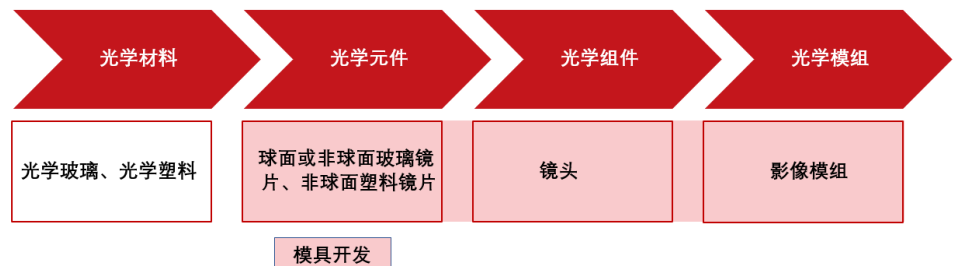 光学材料
光学元件
光学组件
光学模组
光学玻璃、光学塑料
球面或非球面玻璃镜
片、非球面塑料镜片
镜头
影像模组
模具开发